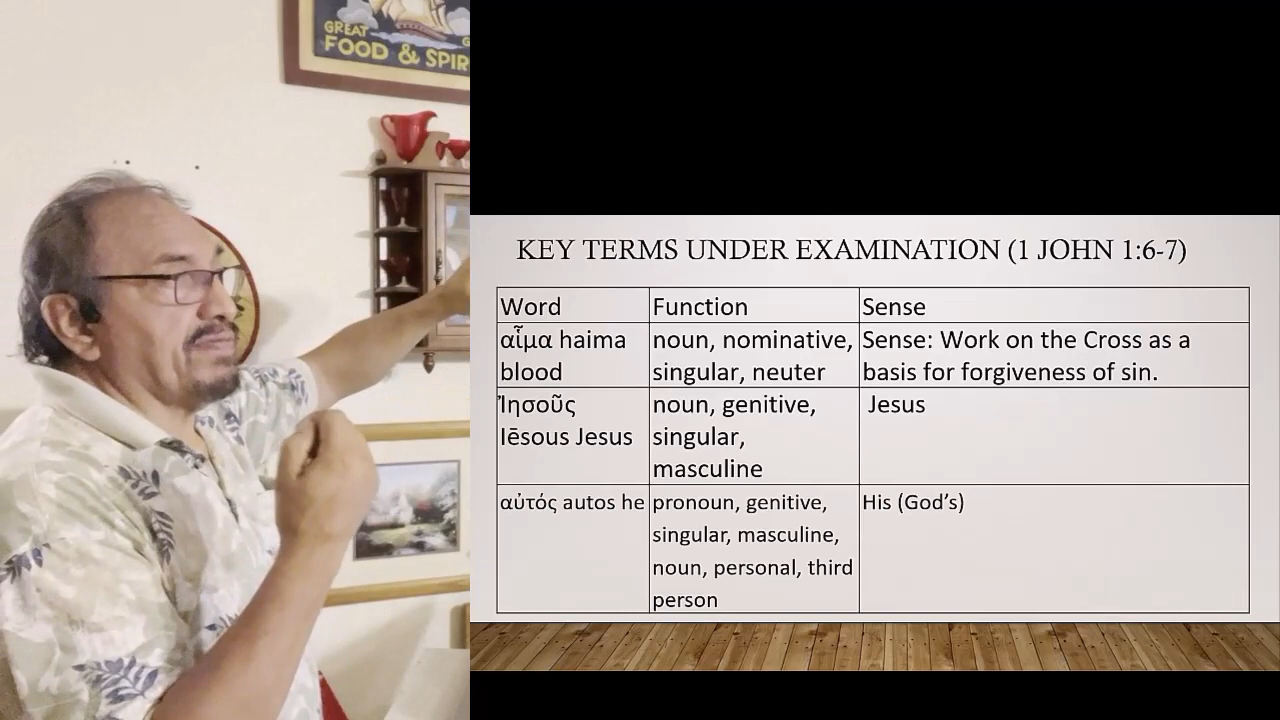 GREAT
FOOD & SPIR
KEY TERMS UNDER EXAMINATION (1 JOHN 1:6-7)
Word Function Sense
αἷμα haima noun, nominative, Sense: Work on the Cross as a
blood singular, neuter basis for forgiveness of sin.
Ἰησοῦς noun, genitive, Jesus
Iēsous Jesus singular,
masculine
αὐτός autos he pronoun, genitive, His (God’s)
singular, masculine,
noun, personal, third
person